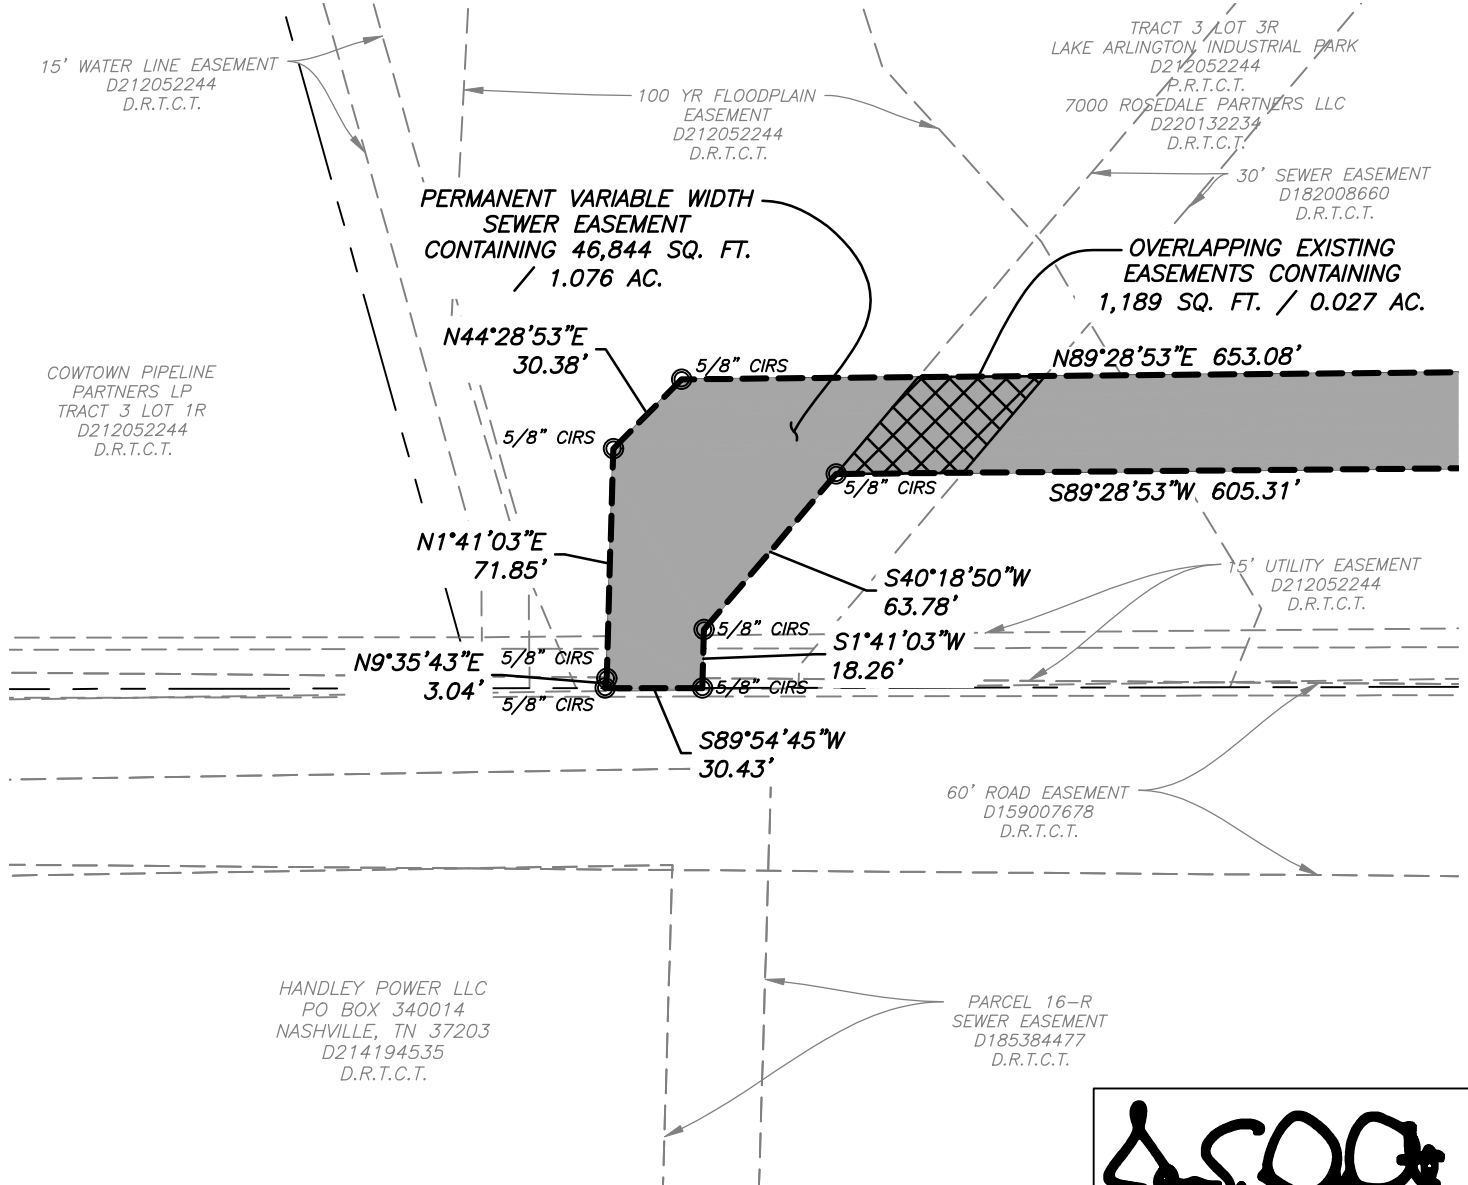 TRACT 3 LOT 3R
LAKE ARLINGTON INDUSTRIAL PARK
D212052244
P.R.T.C.T.
7000 ROSEDALE PARTNERS LLC
D220132234
D.R.T.C.T.
15' WATER LINE EASEMENT
D212052244
D.R.T.C.T.
100 YR FLOODPLAIN
EASEMENT
D212052244
D.R.T.C.T.
30' SEWER EASEMENT
D182008660
D.R.T.C.T.
PERMANENT VARIABLE WIDTH
SEWER EASEMENT
CONTAINING 46,844 SQ. FT.
/ 1.076 AC.
OVERLAPPING EXISTING
EASEMENTS CONTAINING
1,189 SQ. FT. / 0.027 AC.
N44°28'53"E
30.38'
5/8" CIRS
N89°28'53"E 653.08'
COWTOWN PIPELINE
PARTNERS LP
TRACT 3 LOT 1R
D212052244
D.R.T.C.T.
5/8" CIRS
5/8" CIRS
S89°28'53"W 605.31'
N1°41'03"E
71.85'
S40°18'50"W
63.78'
15' UTILITY EASEMENT
D212052244
D.R.T.C.T.
5/8" CIRS
S1°41'03"W
18.26'
N9°35'43"E
3.04'
5/8" CIRS
5/8" CIRS
5/8" CIRS
S89°54'45"W
30.43'
60' ROAD EASEMENT
D159007678
D.R.T.C.T.
HANDLEY POWER LLC
PO BOX 340014
NASHVILLE, TN 37203
D214194535
D.R.T.C.T.
PARCEL 16-R
SEWER EASEMENT
D185384477
D.R.T.C.T.